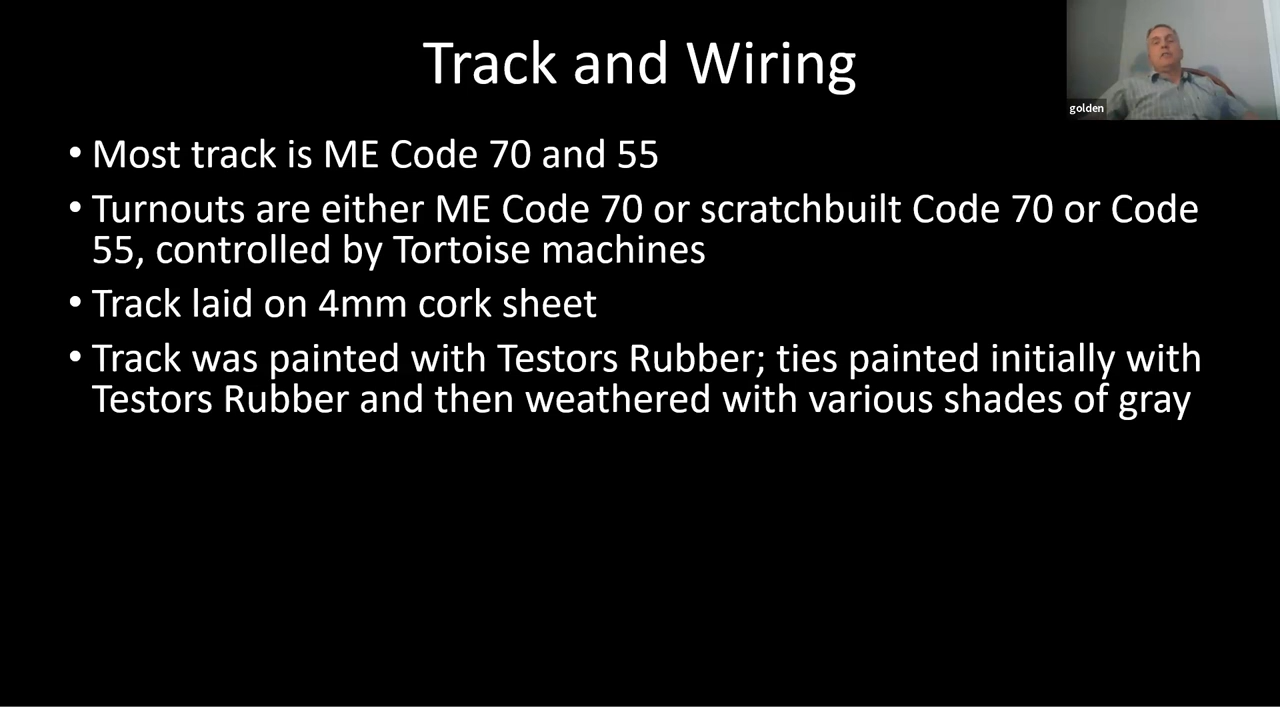 Track and Wiring
golden
• Most track is ME Code 70 and 55
• Turnouts are either ME Code 70 or scratchbuilt Code 70 or Code
55, controlled by Tortoise machines
• Track laid on 4mm cork sheet
• Track was painted with Testors Rubber; ties painted initially with
Testors Rubber and then weathered with various shades of gray